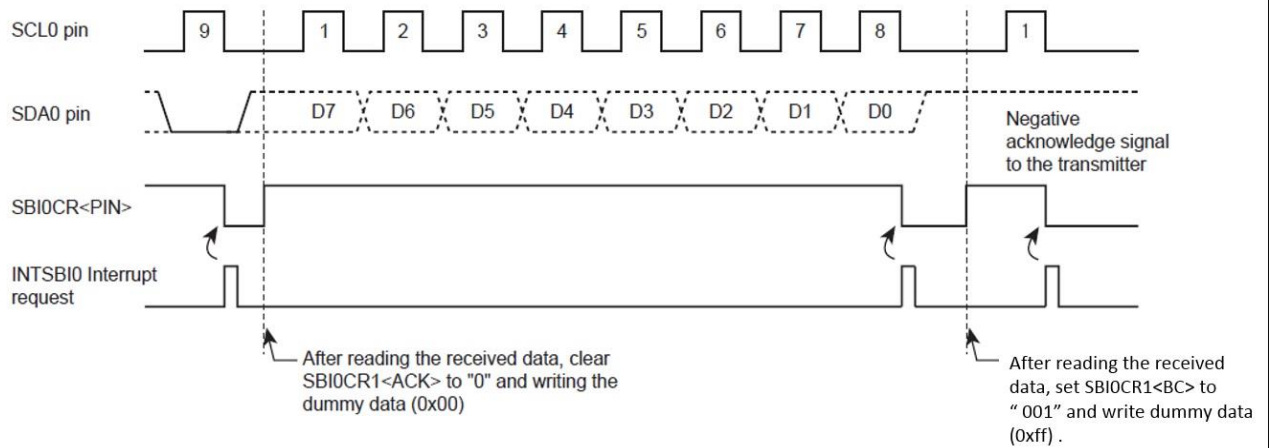 SCL0 pin
9 1 2 3 4 5 6 7 8 1
SDA0 pin
D7 D6 D5 D4 D3 D2 D1 D0
Negative
acknowledge signal
to the transmitter
SBI0CR<PIN>
INTSBI0 Interrupt
request
After reading the received data, clear
SBI0CR1<ACK> to "0" and writing the
dummy data (0x00)
After reading the received
data, set SBI0CR1<BC> to
“ 001” and write dummy data
(0xff) .